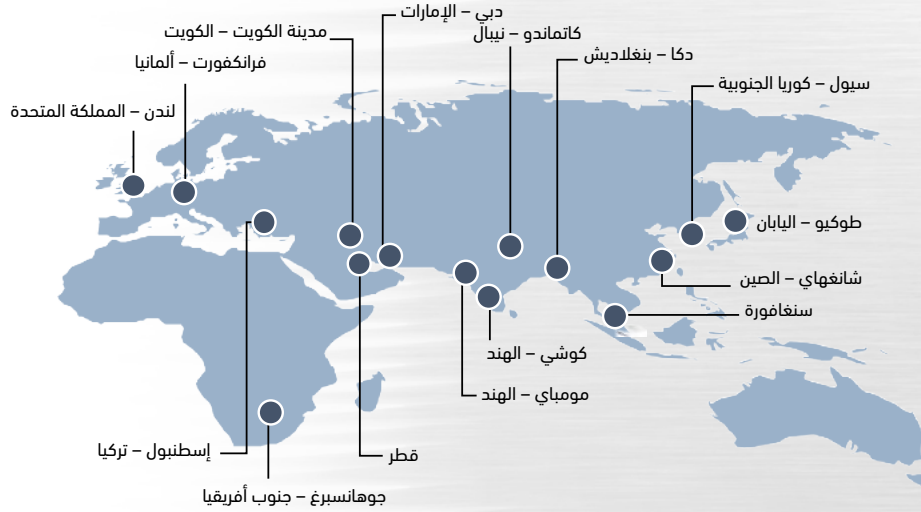 دبي – الإمارات
مدينة الكويت – الكويت
كاتماندو – نيبال
دكا – بنغلاديش
فرانكفورت – ألمانيا
سيول – كوريا الجنوبية
لندن – المملكة المتحدة
طوكيو – اليابان
شانغهاي – الصين
سنغافورة
كوشي – الهند
مومباي – الهند
إسطنبول – تركيا
قطر
جوهانسبرغ – جنوب أفريقيا